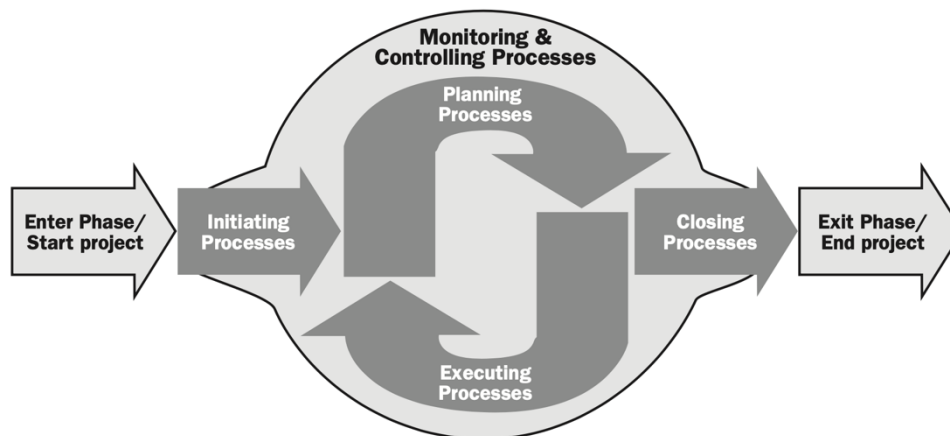 Monitoring &
Controlling Processes
Planning
Processes
Enter Phase/
Start project
Initiating
Processes
Closing
Processes
Exit Phase/
End project
Executing
Processes